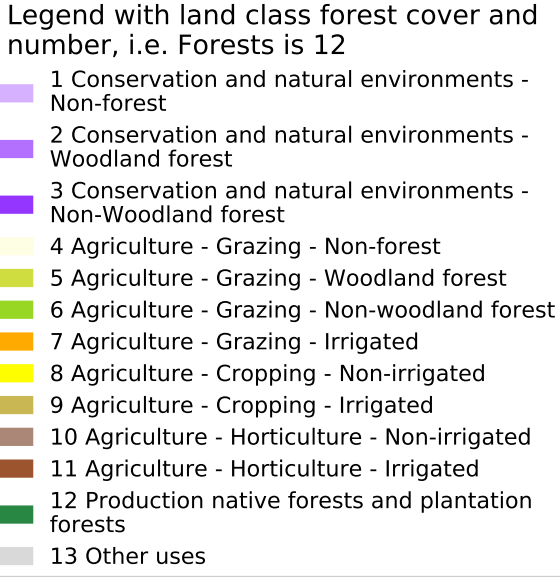 Legend with land class forest cover and
number, i.e. Forests is 12
1 Conservation and natural environments -
Non-forest
2 Conservation and natural environments -
Woodland forest
3 Conservation and natural environments -
Non-Woodland forest
4 Agriculture - Grazing - Non-forest
5 Agriculture - Grazing - Woodland forest
6 Agriculture - Grazing - Non-woodland forest
7 Agriculture - Grazing - Irrigated
8 Agriculture - Cropping - Non-irrigated
9 Agriculture - Cropping - Irrigated
10 Agriculture - Horticulture - Non-irrigated
11 Agriculture - Horticulture - Irrigated
12 Production native forests and plantation
forests
13 Other uses